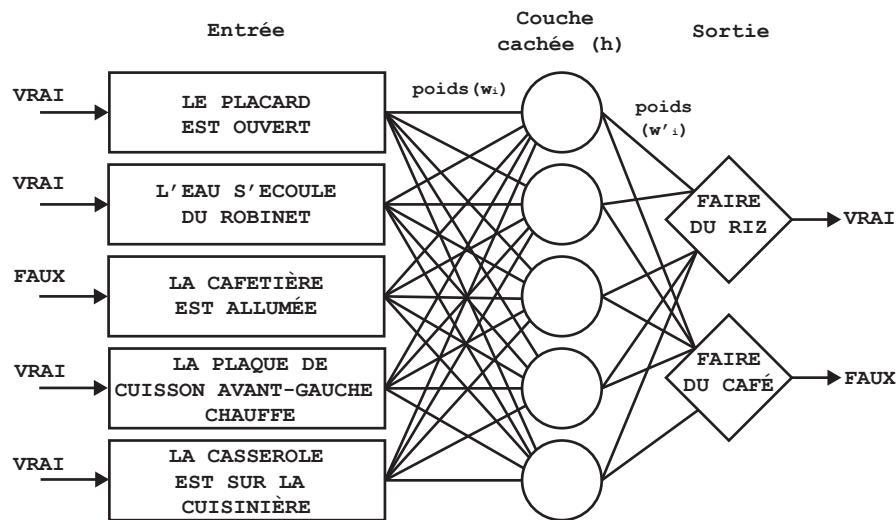 Entrée
Couche
cachée (h)
Sortie
VRAI
LE PLACARD
EST OUVERT
poids(wi)
poids
(w'i)
VRAI
L'EAU S'ECOULE
DU ROBINET
FAIRE
DU RIZ
VRAI
FAUX
LA CAFETIÈRE
EST ALLUMÉE
VRAI
LA PLAQUE DE
CUISSON AVANT-GAUCHE
CHAUFFE
FAIRE
DU CAFÉ
FAUX
VRAI
LA CASSEROLE
EST SUR LA
CUISINIÈRE